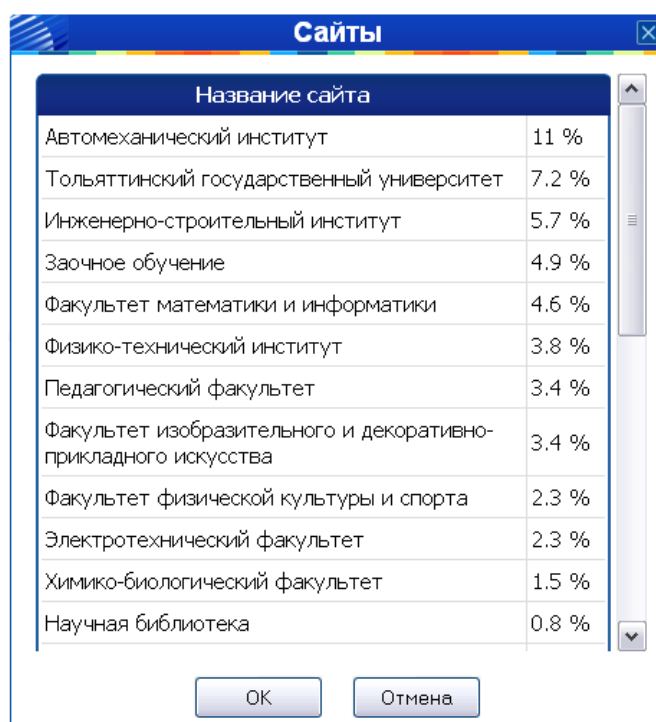 Сайты
Название сайта
Автомеханический институт 11 %
Тольяттинский государственный университет 7.2 %
Инженерно-строительный институт 5.7 %
Заочное обучение 4.9 %
Факультет математики и информатики 4.6 %
Физико-технический институт 3.8 %
Педагогический факультет 3.4 %
Факультет изобразительного и декоративно-
прикладного искусства 3.4 %
Факультет физической культуры и спорта 2.3 %
Электротехнический факультет 2.3 %
Химико-биологический факультет 1.5 %
Научная библиотека 0.8 %
OK Отмена